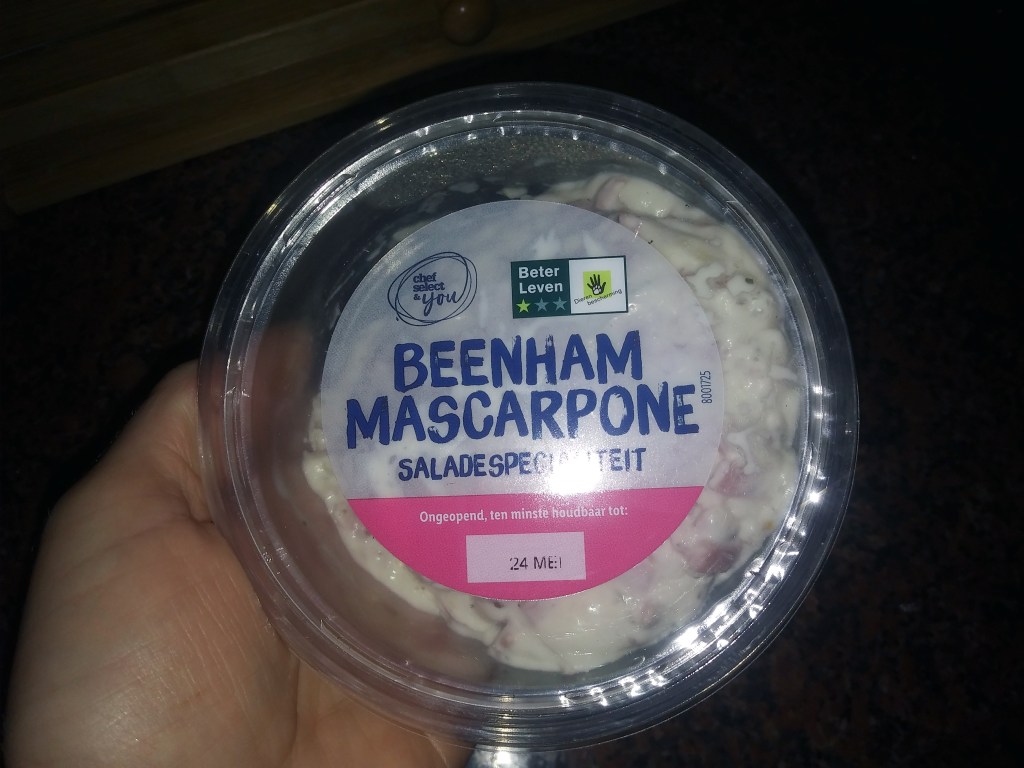 chef
select
& you
Beter
Leven
Dieren
bescherming
BEENHAM
MASCARPONE
8001725
SALADESPECIALITEIT
Ongeopend, ten minste houdbaar tot:
24 MEI